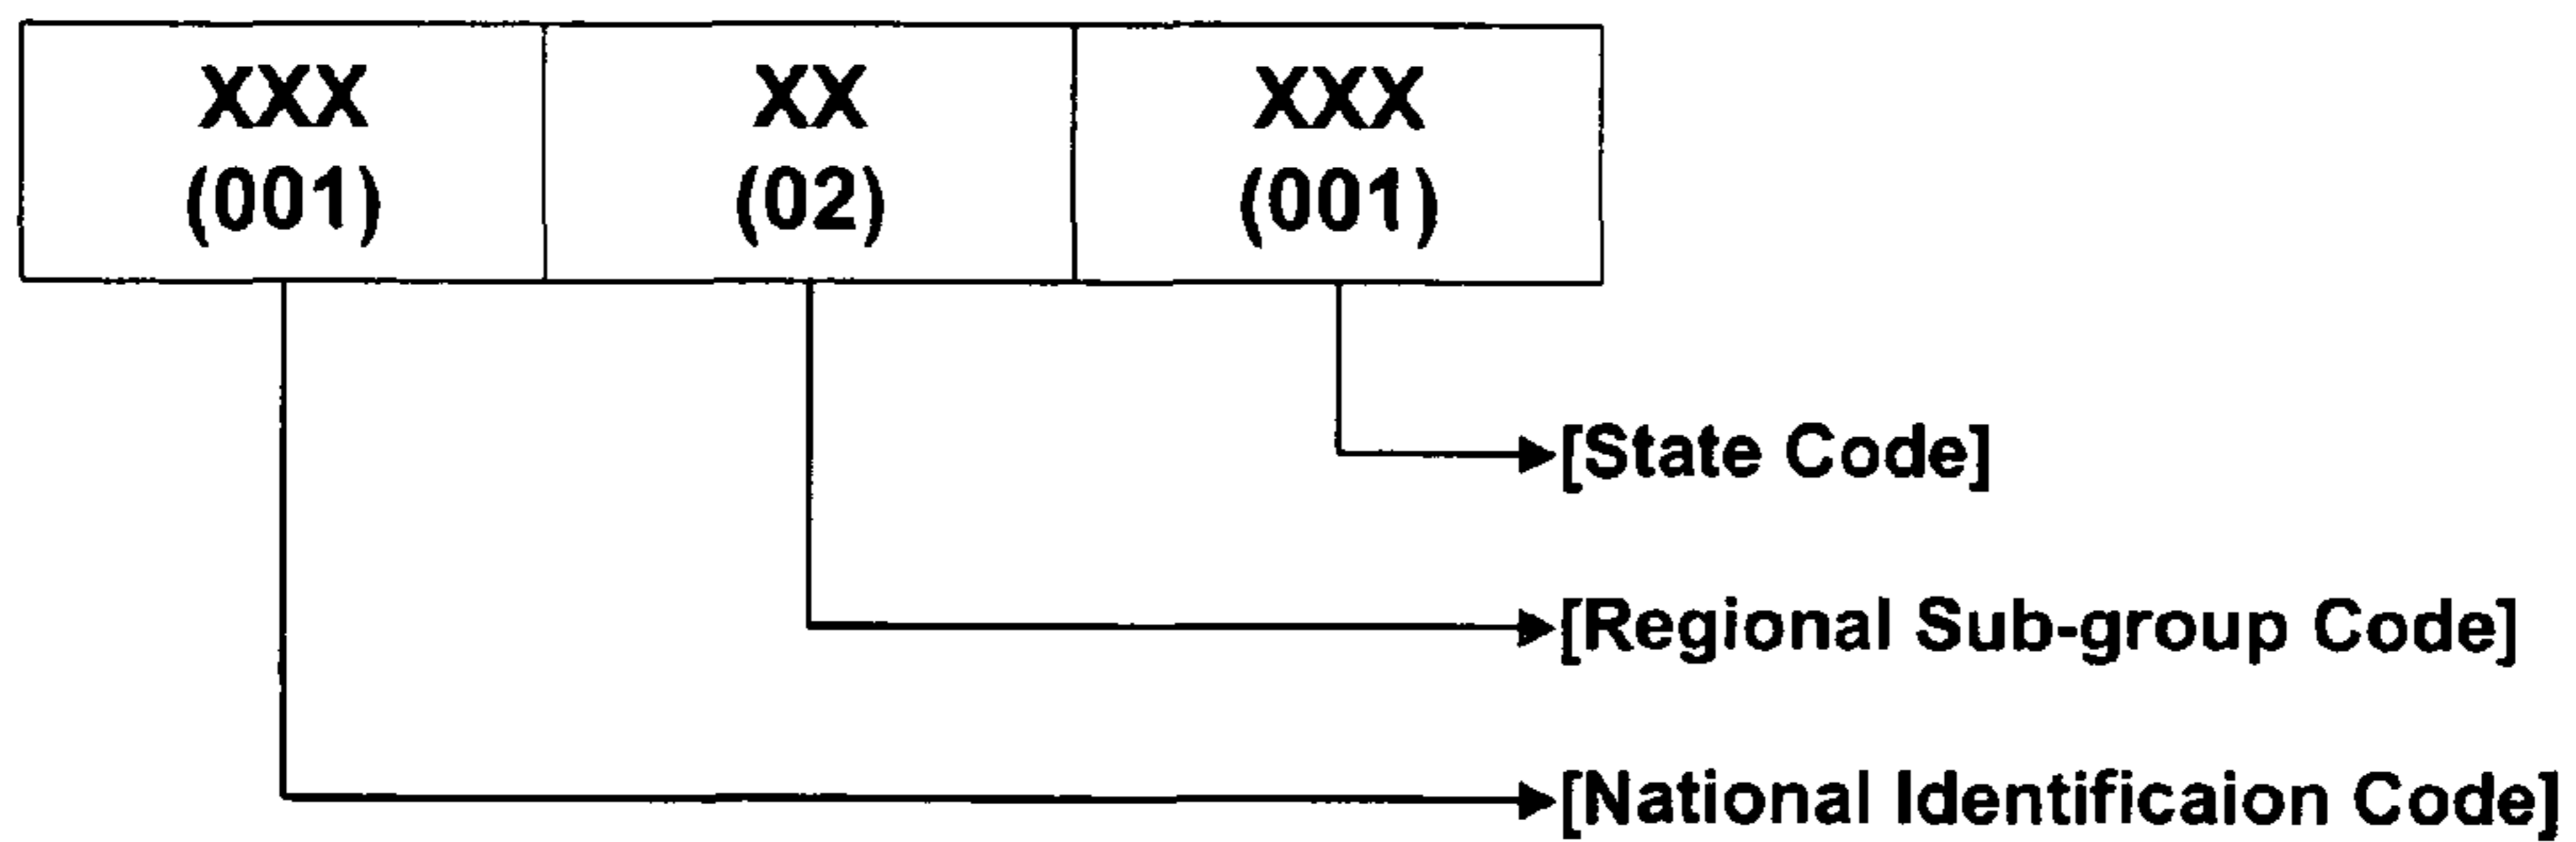 XXX XX XXX
(001) (02) (001)
[State Code]
[Regional Sub-group Code]
[National Identificaion Code]